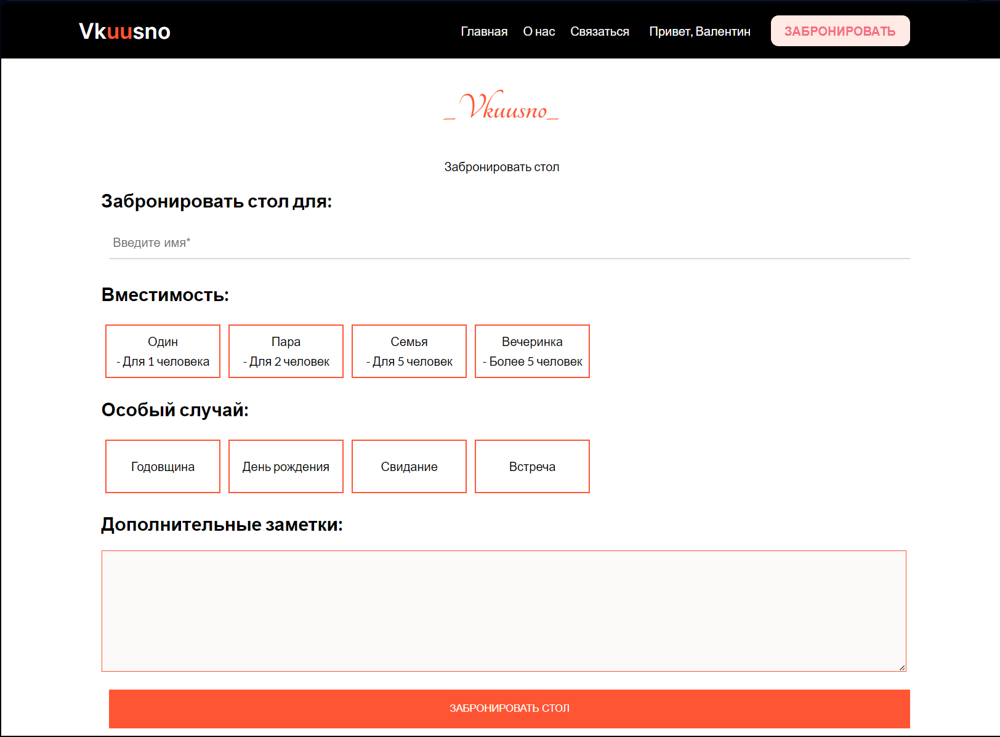 Vkuusno
Главная О нас Связаться Привет, Валентин ЗАБРОНИРОВАТЬ
_Vkuusno_
Забронировать стол
Забронировать стол для:
Введите имя*
Вместимость:
Один
- Для 1 человека
Пара
- Для 2 человек
Семья
- Для 5 человек
Вечеринка
- Более 5 человек
Особый случай:
Годовщина
День рождения
Свидание
Встреча
Дополнительные заметки:
ЗАБРОНИРОВАТЬ СТОЛ